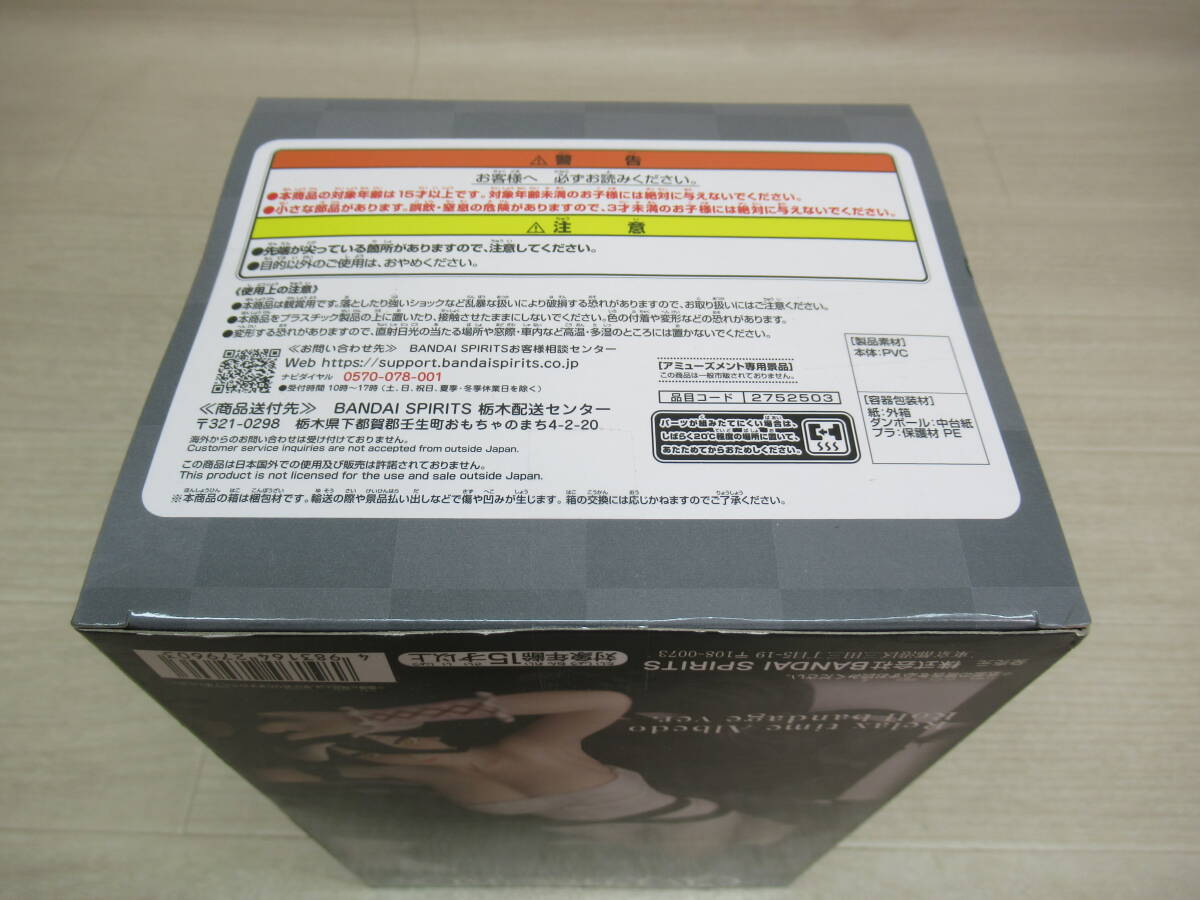 ⚠警告
お客様へ 必ずお読みください。
●本商品の対象年齢は15才以上です。対象年齢未満のお子様には絶対に与えないでください。
●小さな部品があります。誤飲・窒息の危険がありますので、3才未満のお子様には絶対に与えないでください。
⚠注意
●先端が尖っている箇所がありますので、注意してください。
●目的以外のご使用は、おやめください。
《使用上の注意》
●本商品は観賞用です。落としたり強いショックなど乱暴な扱いにより破損する恐れがありますので、お取り扱いにはご注意ください。
●本商品をプラスチック製品の上に置いたり、接触させたままにしないでください。色の付着や変形などの恐れがあります。
●変形する恐れがありますので、直射日光の当たる場所や窓際・車内など高温・多湿のところには置かないでください。
≪お問い合わせ先≫ BANDAI SPIRITSお客様相談センター
Web https://support.bandaispirits.co.jp
ナビダイヤル 0570-078-001
●受付時間 10時〜17時(土、日、祝日、夏季・冬季休業日を除く)
≪商品送付先≫ BANDAI SPIRITS 栃木配送センター
〒321-0298 栃木県下都賀郡壬生町おもちゃのまち4-2-20
海外からのお問い合わせは受け付けておりません。
Customer service inquiries are not accepted from outside Japan.
この商品は日本国外での使用及び販売は許諾されておりません。
This product is not licensed for the use and sale outside Japan.
※本商品の箱は梱包材です。輸送の際や景品払い出しなどで傷や凹みが生じます。箱の交換には応じかねますのでご了承ください。
[アミューズメント専用景品]
この商品は一般市販されておりません。
品目コード 2752503
パーツが組みたてにくい場合は、
しばらく20℃程度の場所に置いて、
あたためてからおためしください。
[製品素材]
本体:PVC
[容器包装材]
紙:外箱
ダンボール:中台紙
プラ:保護材 PE
4 983164 279603
対象年齢15才以上
発売元 株式会社BANDAI SPIRITS
東京都港区三田三丁目5-19 〒108-0073
Relax time Albedo
Roll bandage ver.